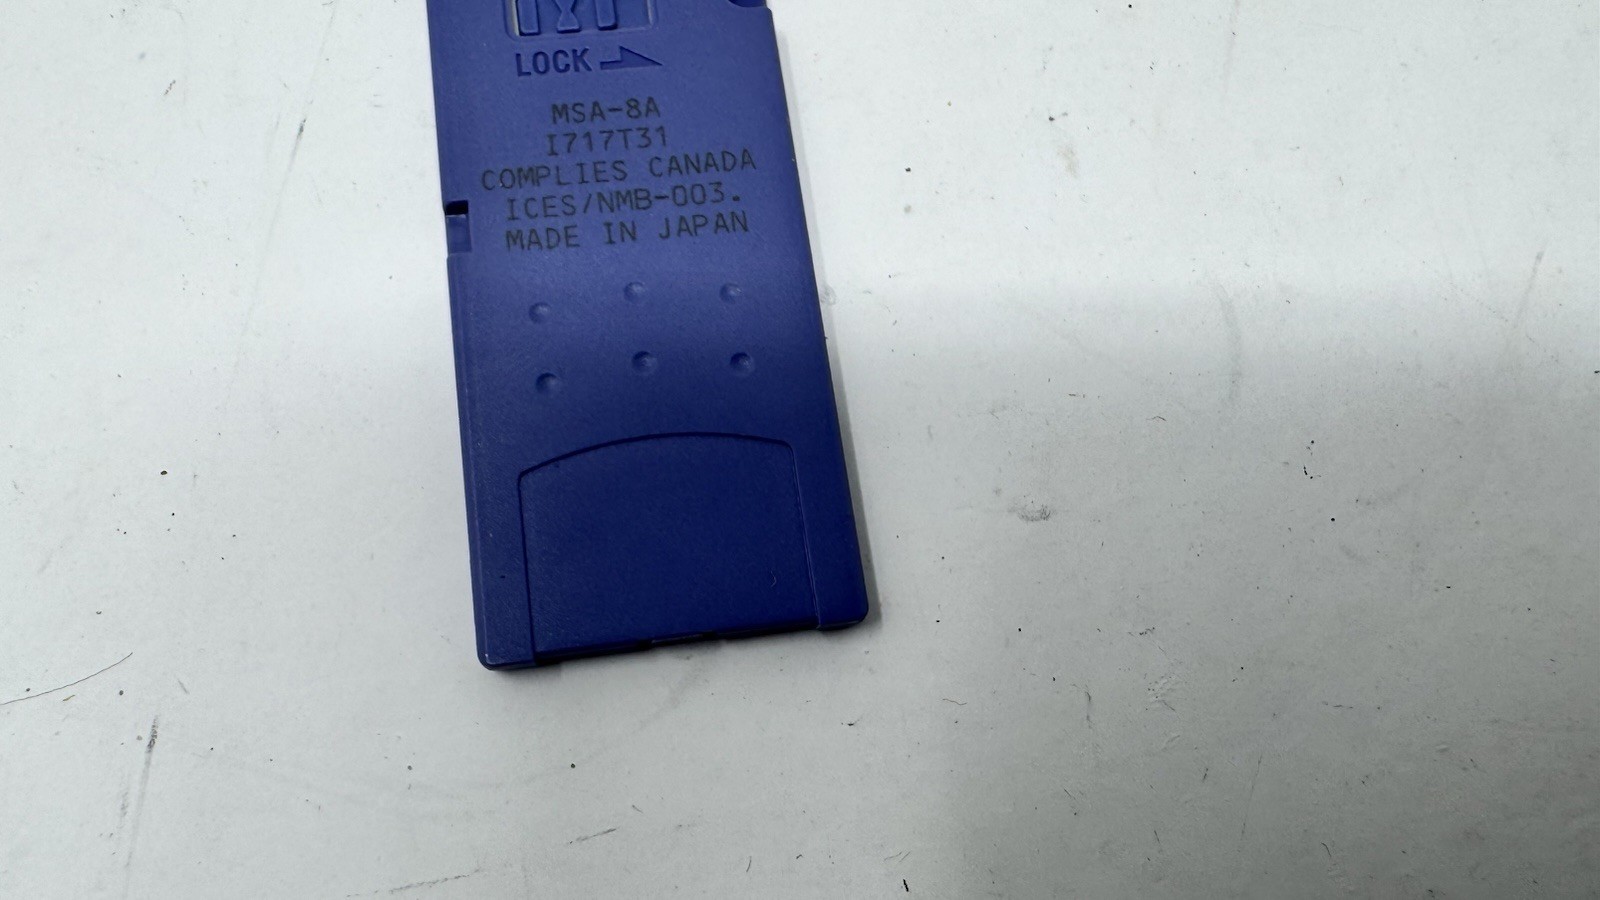 LOCK
MSA-8A
I717T31
COMPLIES CANADA
ICES/NMB-003.
MADE IN JAPAN